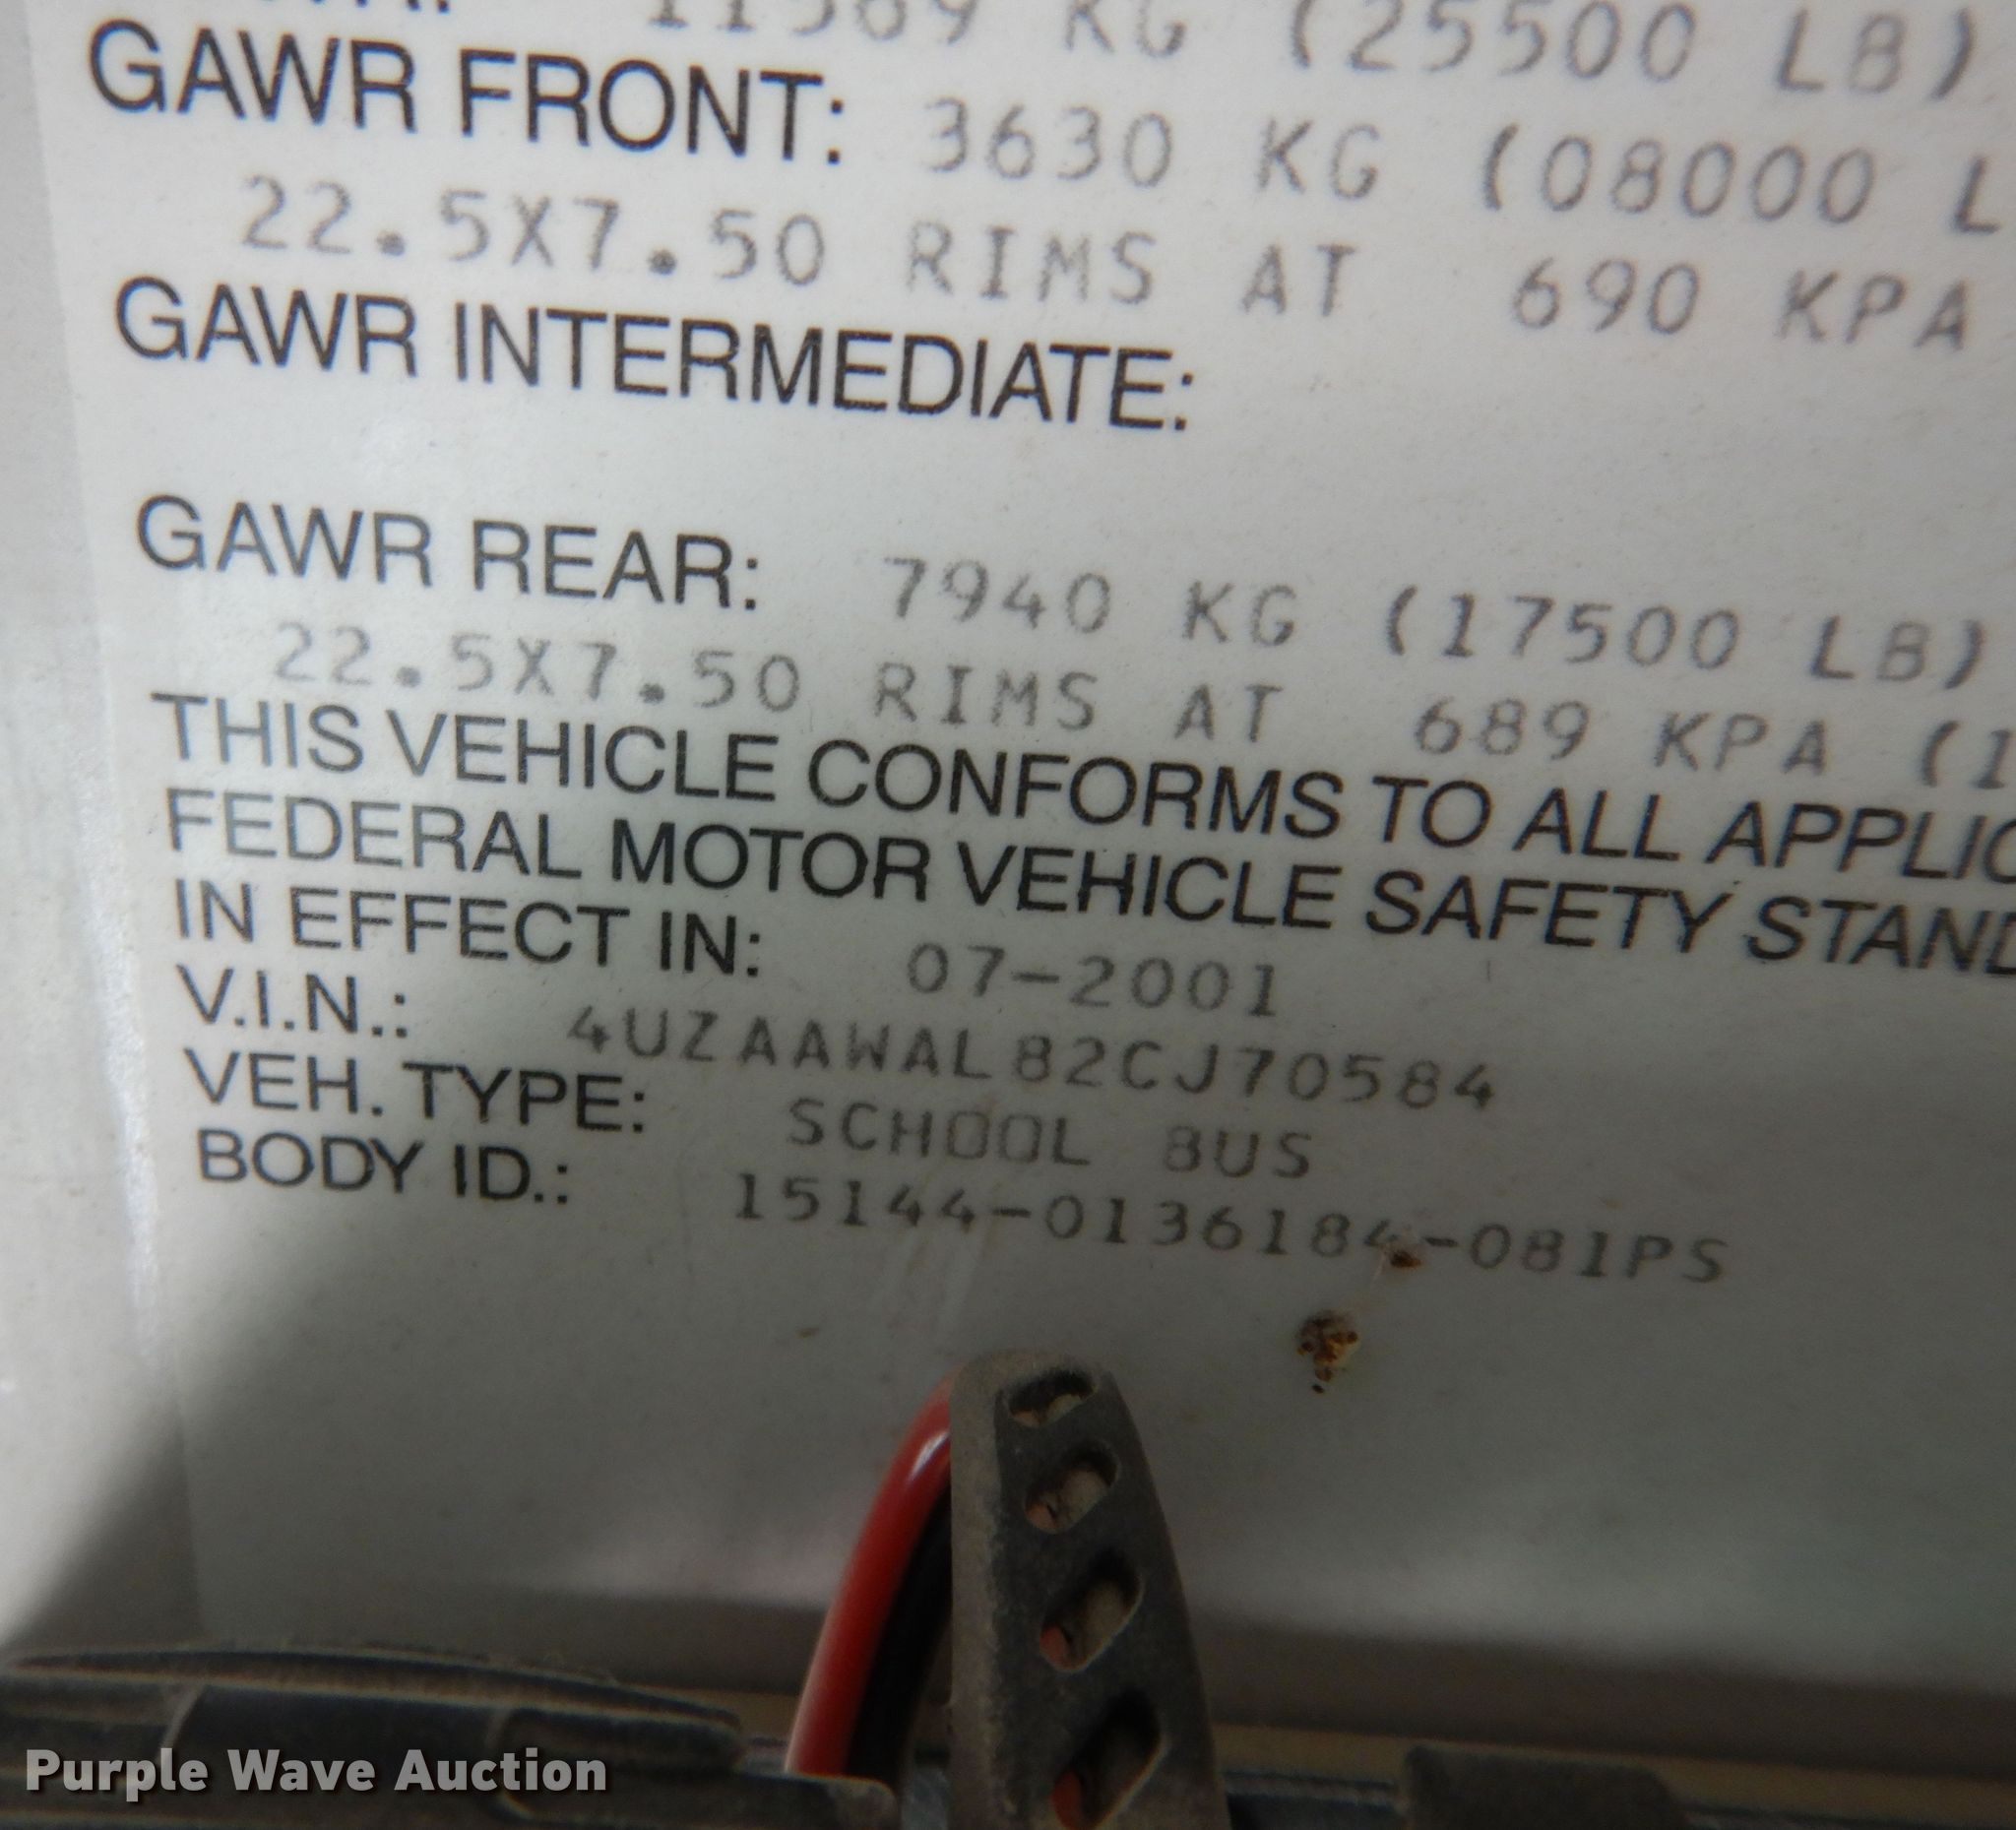 11569 KG (25500 LB)
GAWR FRONT: 3630 KG (08000 L
22.5X7.50 RIMS AT 690 KPA
GAWR INTERMEDIATE:
GAWR REAR: 7940 KG (17500 LB)
22.5X7.50 RIMS AT 689 KPA (1
THIS VEHICLE CONFORMS TO ALL APPLIC
FEDERAL MOTOR VEHICLE SAFETY STAND
IN EFFECT IN: 07-2001
V.I.N.: 4UZAAWAL82CJ70584
VEH. TYPE: SCHOOL BUS
BODY ID.: 15144-0136184-081PS
Purple Wave Auction